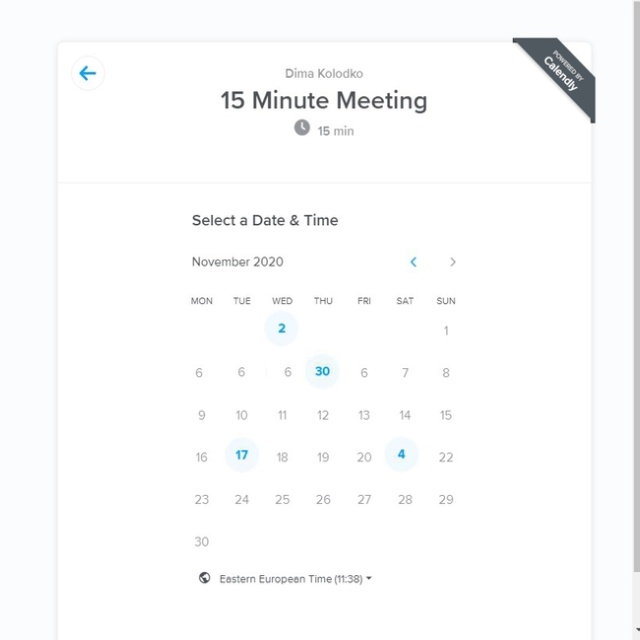 POWERED BY
Calendly
Dima Kolodko
15 Minute Meeting
15 min
Select a Date & Time
November 2020
MON TUE WED THU FRI SAT SUN
2 1
6 6 6 30 6 7 8
9 10 11 12 13 14 15
16 17 18 19 20 4 22
23 24 25 26 27 28 29
30
Eastern European Time (11:38)